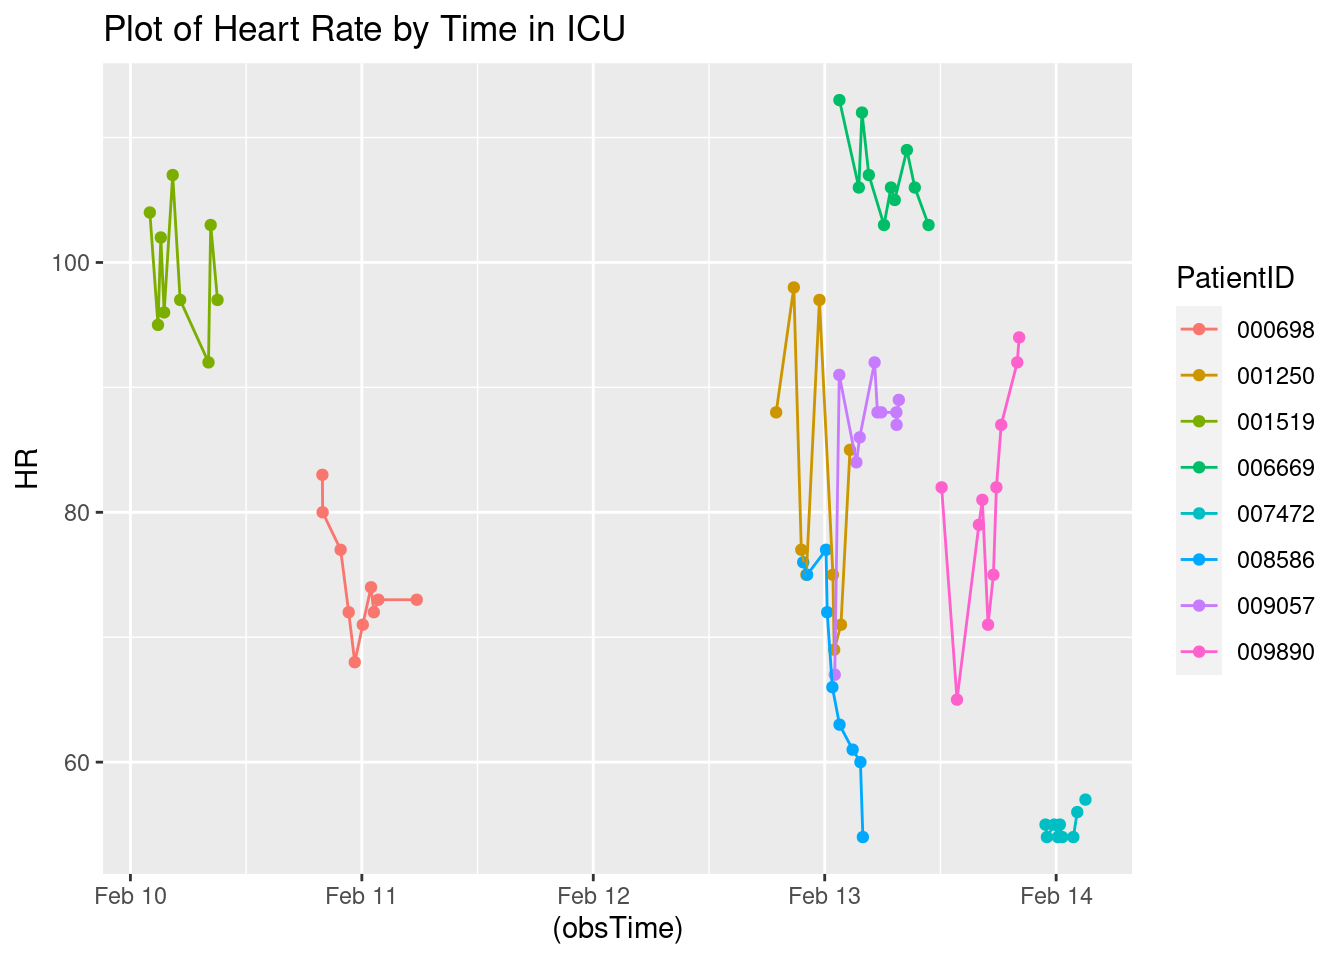 Plot of Heart Rate by Time in ICU
HR
100
80
60
Feb 10
Feb 11
Feb 12
Feb 13
Feb 14
(obsTime)
PatientID
000698
001250
001519
006669
007472
008586
009057
009890